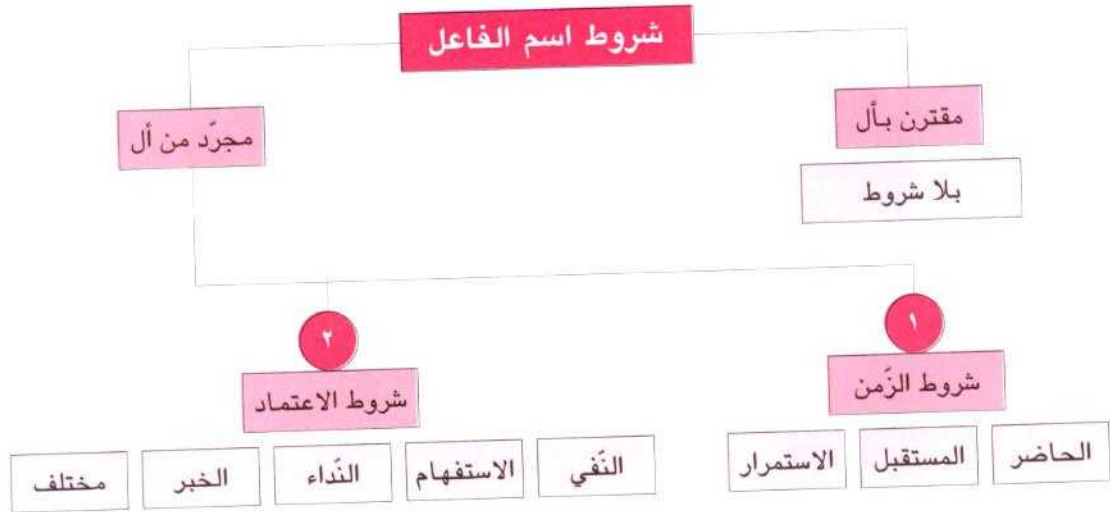 شروط اسم الفاعل
مقترن بأل
مجرّد من أل
بلا شروط
١
٢
شروط الزّمن
شروط الاعتماد
الحاضر
المستقبل
الاستمرار
النّفي
الاستفهام
النّداء
الخبر
مختلف